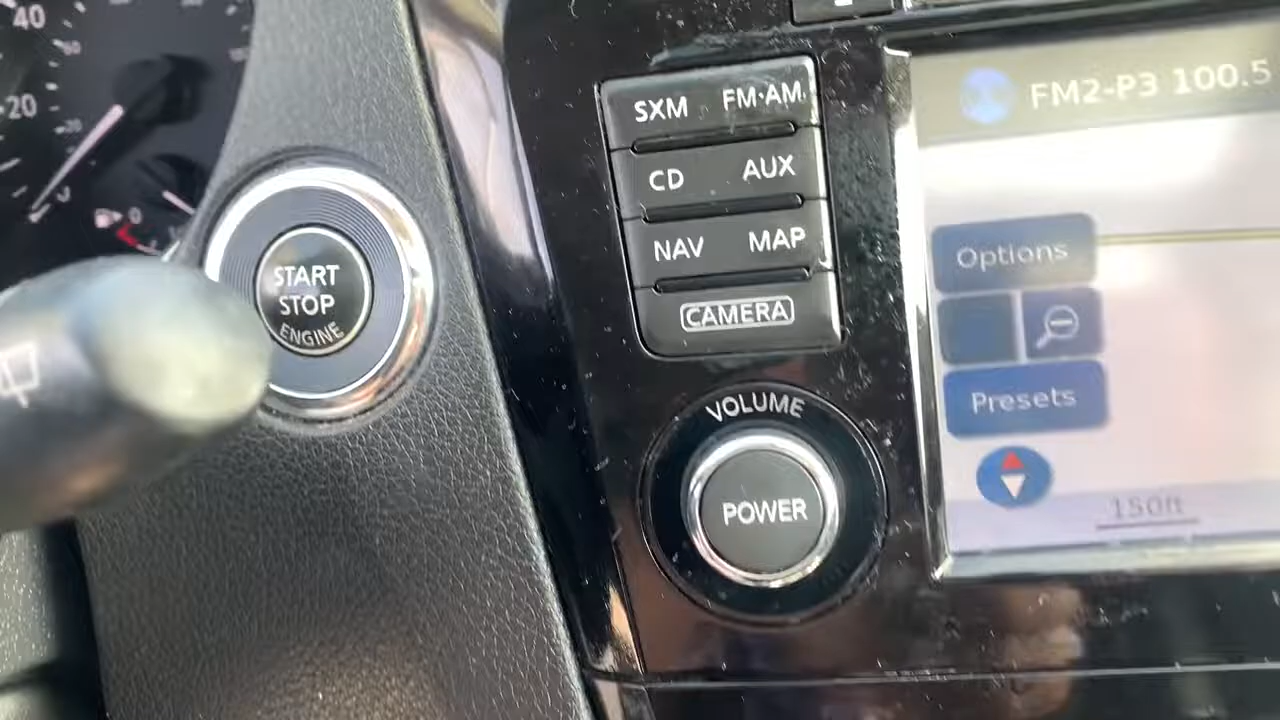 40
20
0
START
STOP
ENGINE
SXM FM·AM
CD AUX
NAV MAP
CAMERA
VOLUME
POWER
FM2-P3 100.5
Options
Presets
150ft